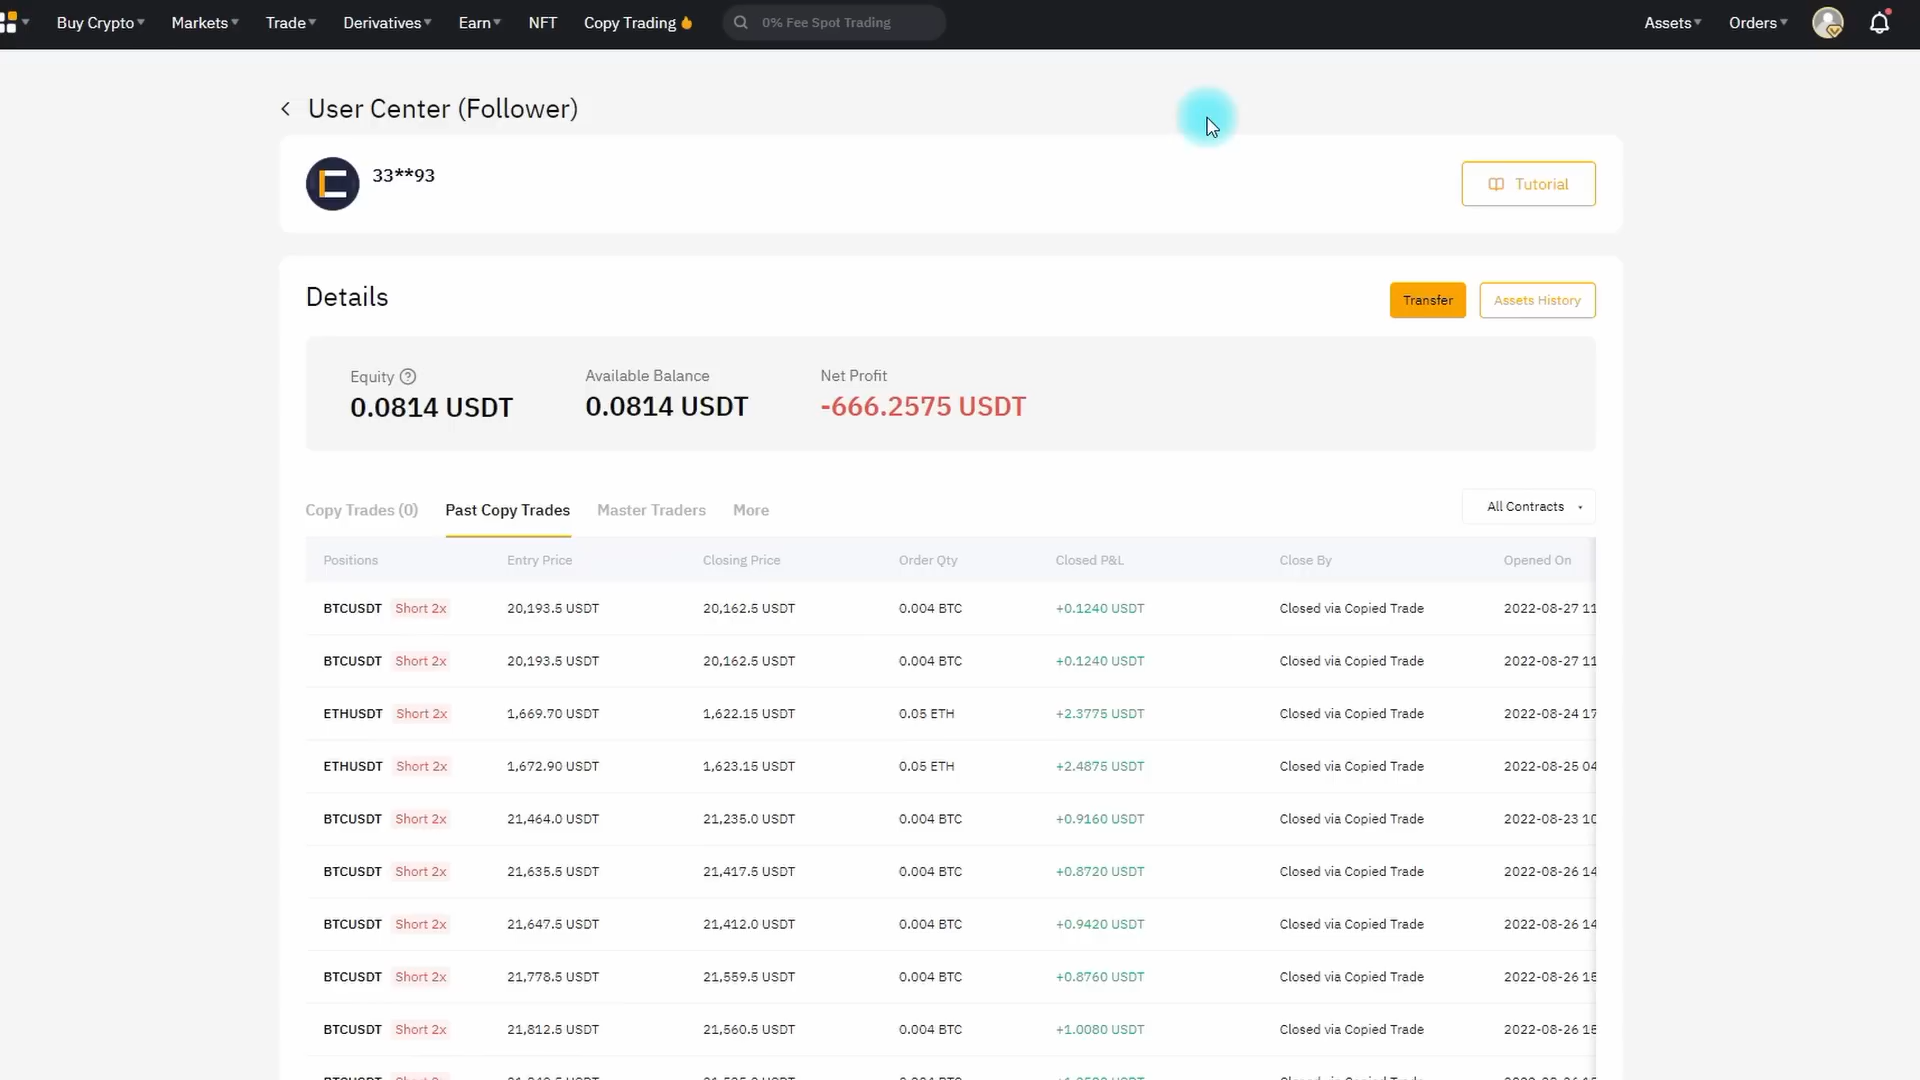 Buy Crypto Markets Trade Derivatives Earn NFT Copy Trading 0% Fee Spot Trading Assets Orders
User Center (Follower)
33**93
Tutorial
Details
Transfer Assets History
Equity Available Balance Net Profit
0.0814 USDT 0.0814 USDT -666.2575 USDT
Copy Trades (0) Past Copy Trades Master Traders More All Contracts
Positions Entry Price Closing Price Order Qty Closed P&L Close By Opened On
BTCUSDT Short 2x 20,193.5 USDT 20,162.5 USDT 0.004 BTC +0.1240 USDT Closed via Copied Trade 2022-08-27 11
BTCUSDT Short 2x 20,193.5 USDT 20,162.5 USDT 0.004 BTC +0.1240 USDT Closed via Copied Trade 2022-08-27 11
ETHUSDT Short 2x 1,669.70 USDT 1,622.15 USDT 0.05 ETH +2.3775 USDT Closed via Copied Trade 2022-08-24 17
ETHUSDT Short 2x 1,672.90 USDT 1,623.15 USDT 0.05 ETH +2.4875 USDT Closed via Copied Trade 2022-08-25 04
BTCUSDT Short 2x 21,464.0 USDT 21,235.0 USDT 0.004 BTC +0.9160 USDT Closed via Copied Trade 2022-08-23 10
BTCUSDT Short 2x 21,635.5 USDT 21,417.5 USDT 0.004 BTC +0.8720 USDT Closed via Copied Trade 2022-08-26 14
BTCUSDT Short 2x 21,647.5 USDT 21,412.0 USDT 0.004 BTC +0.9420 USDT Closed via Copied Trade 2022-08-26 14
BTCUSDT Short 2x 21,778.5 USDT 21,559.5 USDT 0.004 BTC +0.8760 USDT Closed via Copied Trade 2022-08-26 15
BTCUSDT Short 2x 21,812.5 USDT 21,560.5 USDT 0.004 BTC +1.0080 USDT Closed via Copied Trade 2022-08-26 15